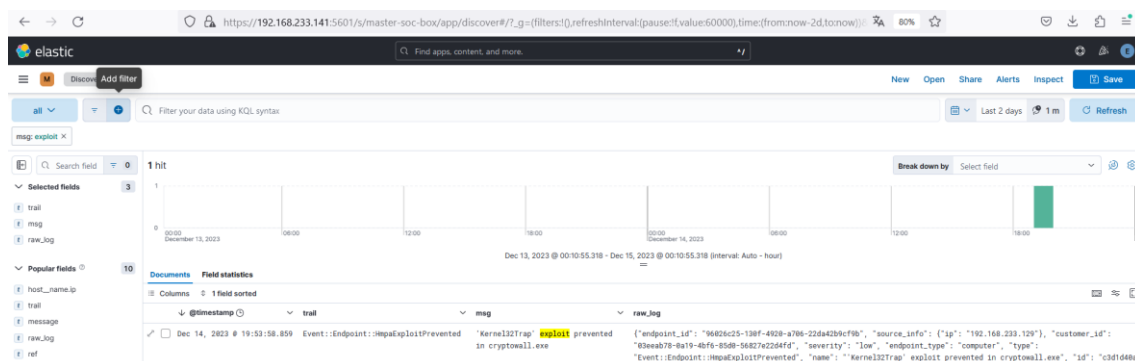 https://192.168.233.141:5601/s/master-soc-box/app/discover#/?_g=(filters:!(),refreshInterval:(pause:!f,value:60000),time:(from:now-2d,to:now)) 80%
elastic
Find apps, content, and more.
^/
E
M
Discov
Add filter
New Open Share Alerts Inspect Save
all
Filter your data using KQL syntax
Last 2 days
1 m
Refresh
msg: exploit ×
Search field
0
1 hit
Break down by Select field
Selected fields 3
trail
msg
raw_log
Popular fields 10
host__name.ip
trail
message
raw_log
ref
1
0
00:00 06:00 12:00 18:00 00:00 06:00 12:00 18:00
December 13, 2023 December 14, 2023
Dec 13, 2023 @ 00:10:55.318 - Dec 15, 2023 @ 00:10:55.318 (interval: Auto - hour)
Documents Field statistics
Columns 1 field sorted
@timestamp trail msg raw_log
Dec 14, 2023 @ 19:53:58.859 Event::Endpoint::HmpaExploitPrevented 'Kernel32Trap' exploit prevented {"endpoint_id": "96026c25-130f-4920-a706-22da42b9cf9b", "source_info": {"ip": "192.168.233.129"}, "customer_id":
in cryptowall.exe "03eeab78-0a19-4bf6-85d0-56827e22d4fd", "severity": "low", "endpoint_type": "computer", "type":
"Event::Endpoint::HmpaExploitPrevented", "name": "'Kernel32Trap' exploit prevented in cryptowall.exe", "id":